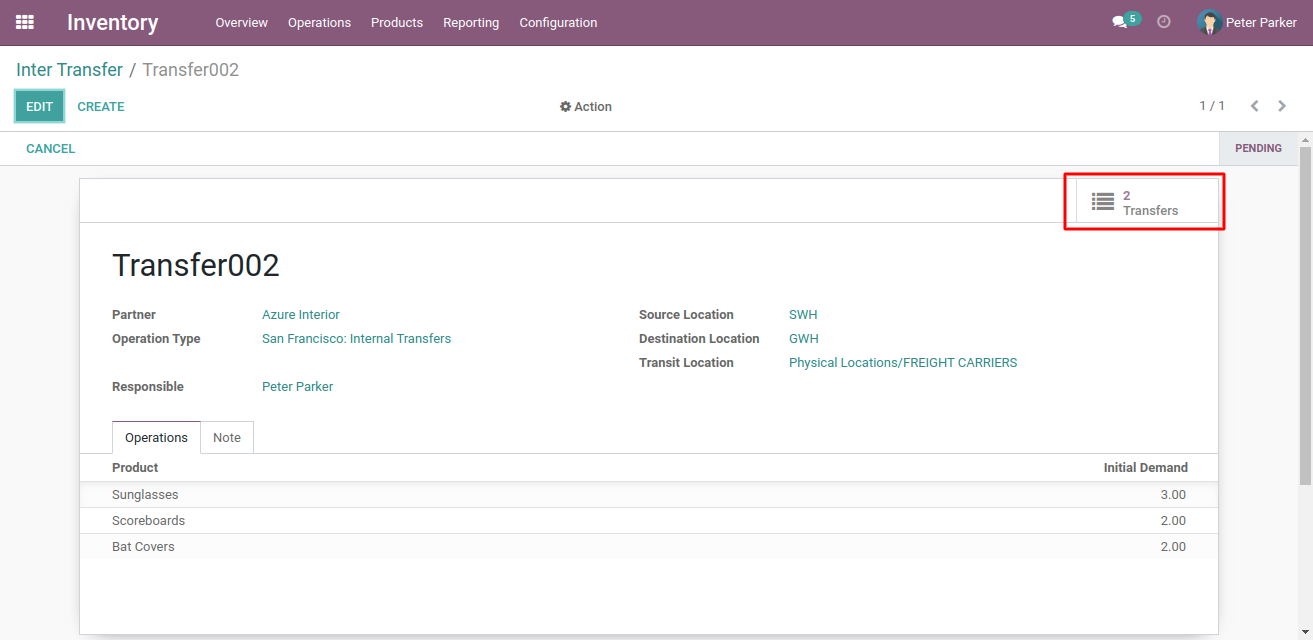 Inventory Overview Operations Products Reporting Configuration 5 Peter Parker
Inter Transfer / Transfer002
EDIT CREATE Action 1 / 1
CANCEL PENDING
2
Transfers
Transfer002
Partner Azure Interior Source Location SWH
Operation Type San Francisco: Internal Transfers Destination Location GWH
Transit Location Physical Locations/FREIGHT CARRIERS
Responsible Peter Parker
Operations Note
Product Initial Demand
Sunglasses 3.00
Scoreboards 2.00
Bat Covers 2.00